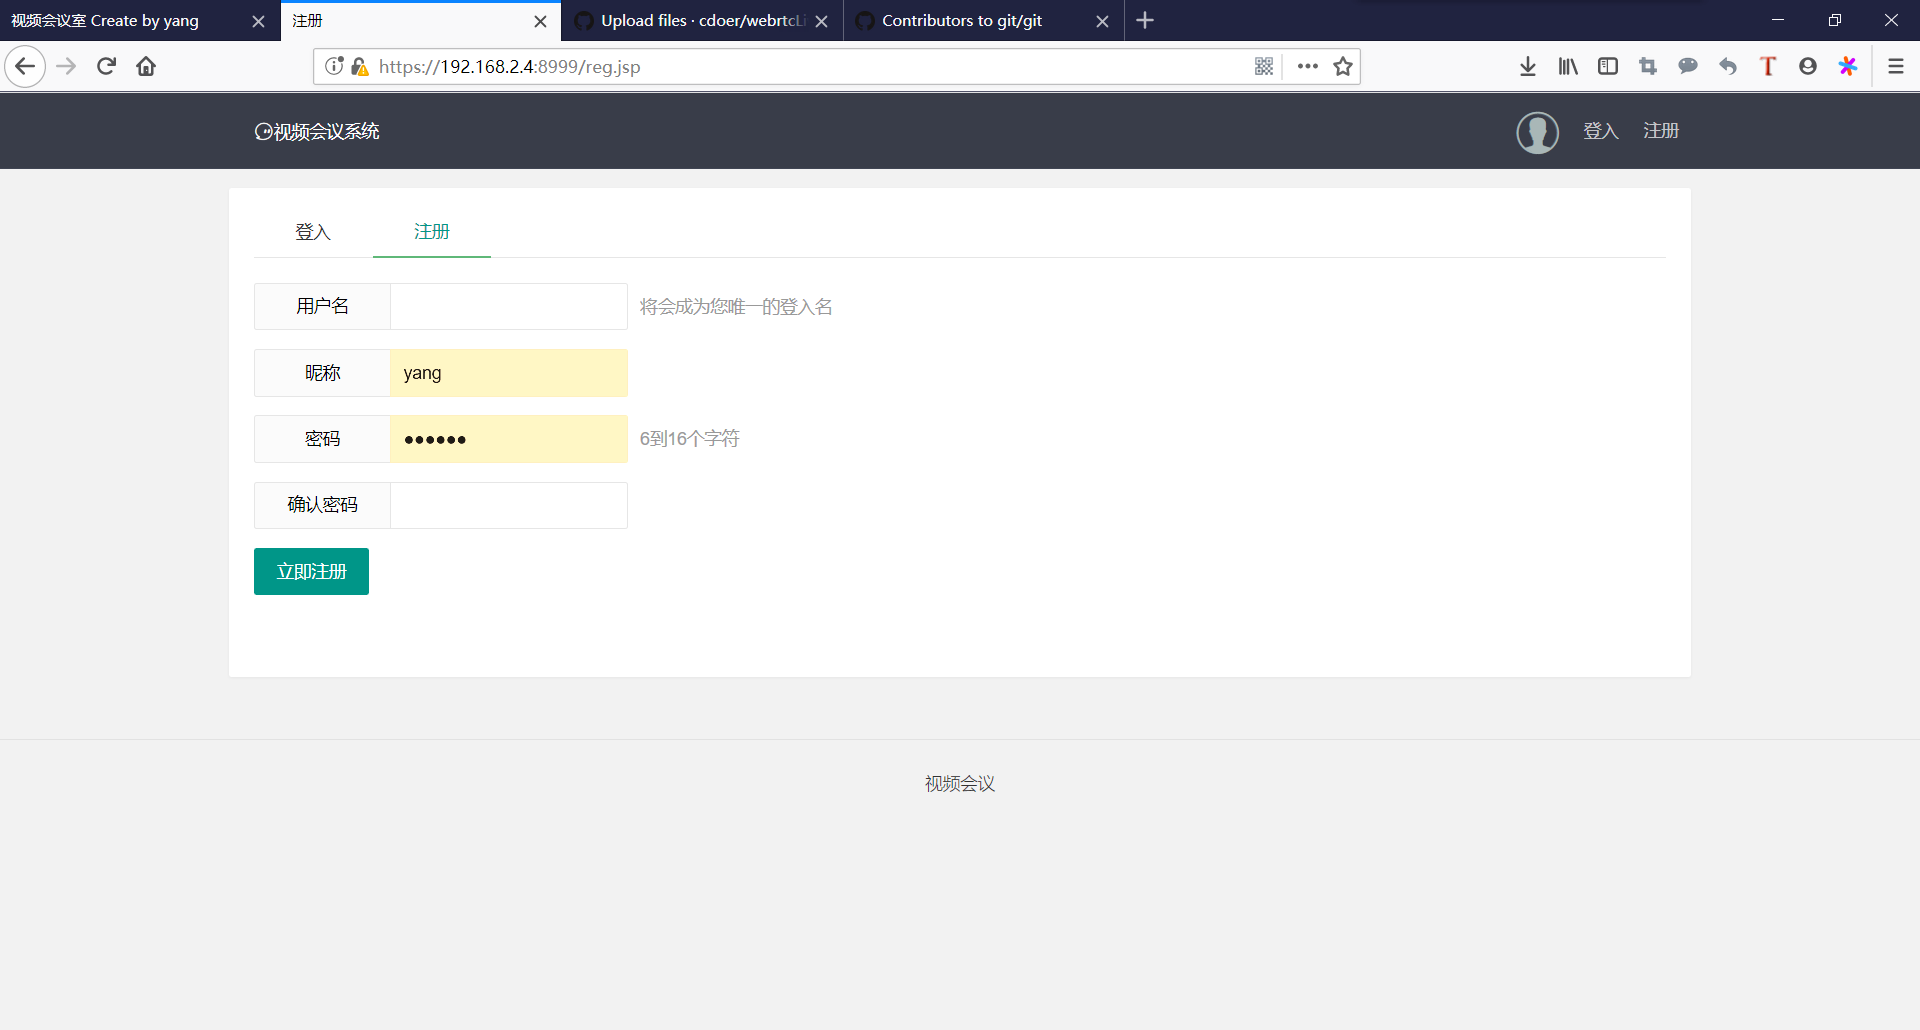 视频会议室 Create by yang
注册
Upload files · cdoer/webrtcLi
Contributors to git/git
https://192.168.2.4:8999/reg.jsp
视频会议系统
登入
注册
登入
注册
用户名
将会成为您唯一的登入名
昵称
yang
密码
••••••
6到16个字符
确认密码
立即注册
视频会议